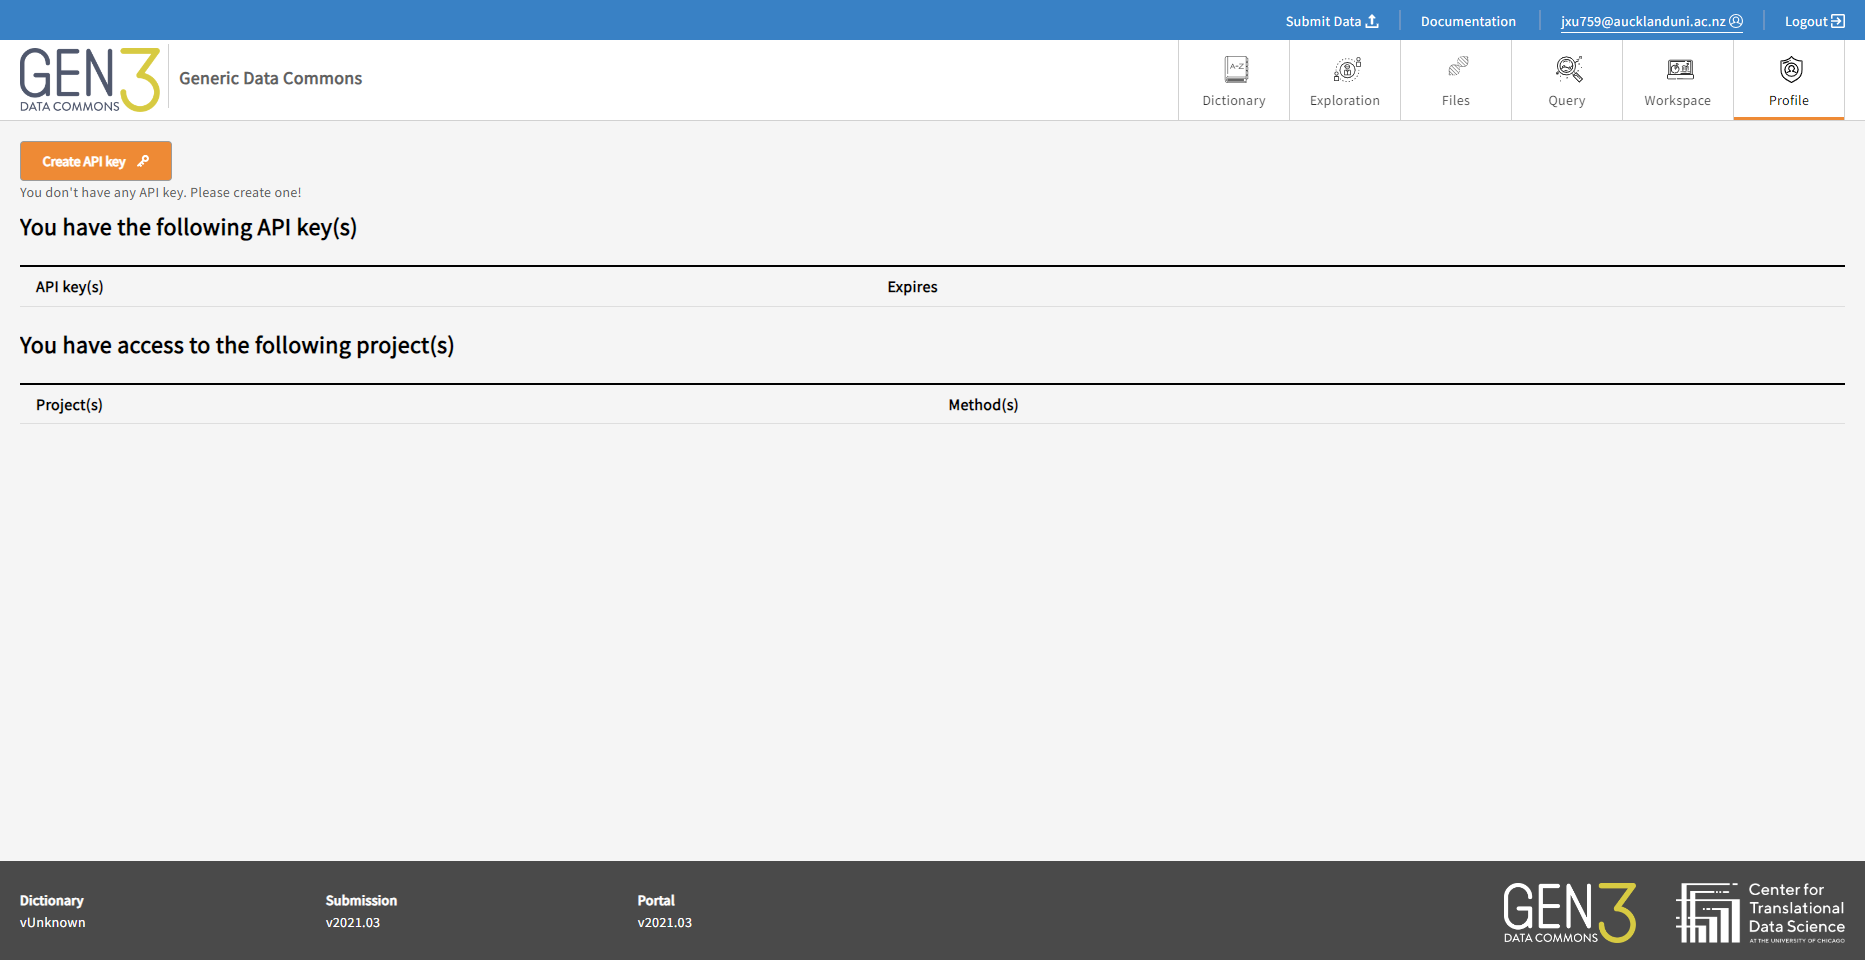 Submit Data
Documentation
jxu759@aucklanduni.ac.nz
Logout
GEN3
DATA COMMONS
Generic Data Commons
A-Z
Dictionary
Exploration
Files
Query
Workspace
Profile
Create API key
You don't have any API key. Please create one!
You have the following API key(s)
API key(s) Expires
You have access to the following project(s)
Project(s) Method(s)
Dictionary
vUnknown
Submission
v2021.03
Portal
v2021.03
GEN3
DATA COMMONS
Center for
Translational
Data Science
AT THE UNIVERSITY OF CHICAGO